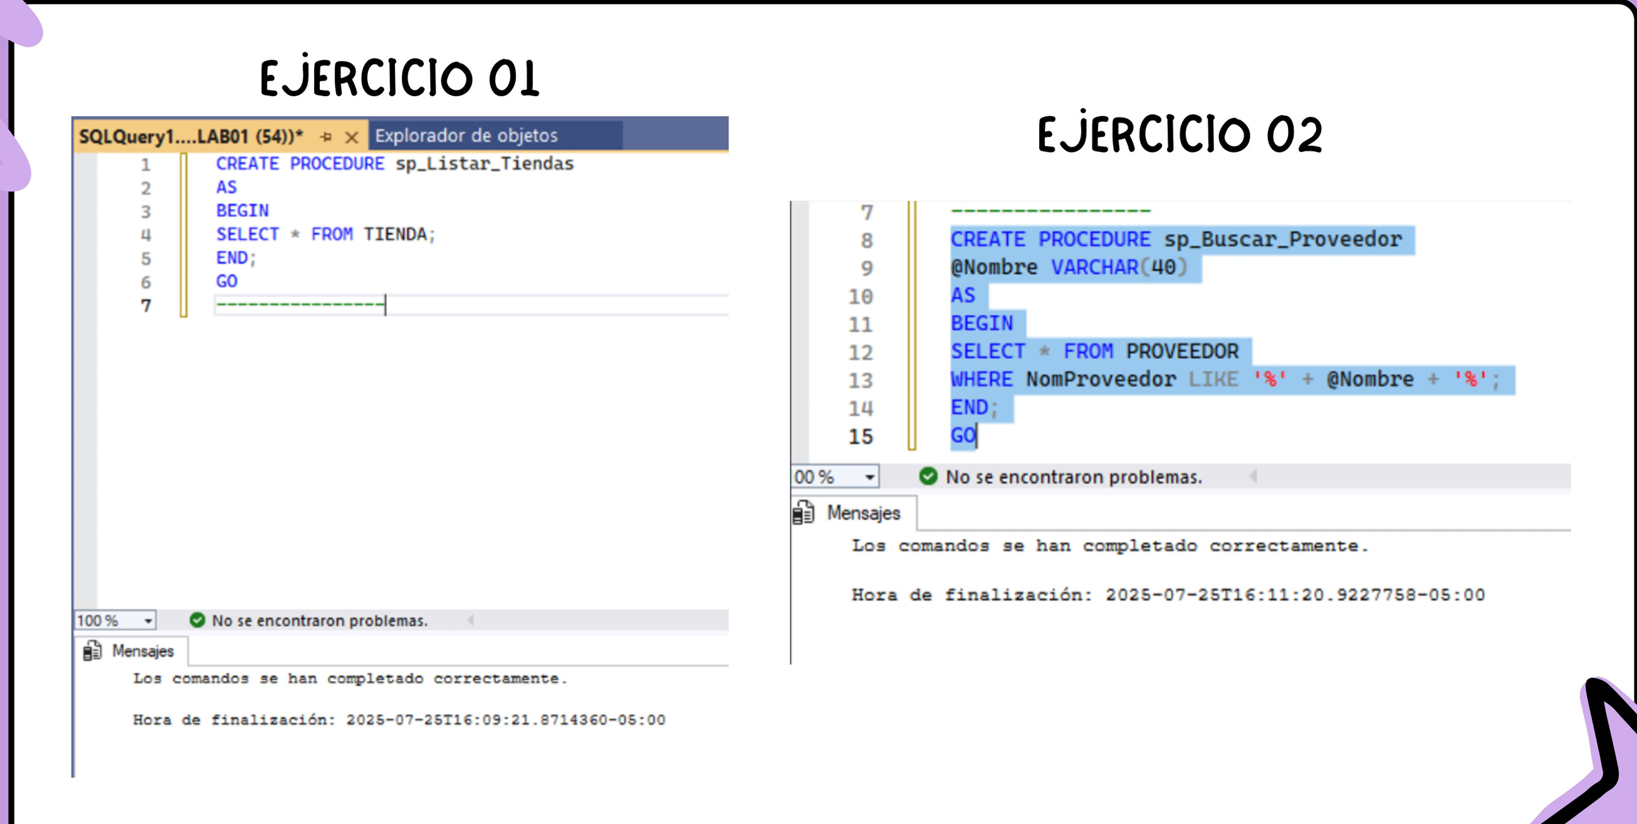 EJERCICIO 01
SQLQuery1....LAB01 (54))* Explorador de objetos
1 CREATE PROCEDURE sp_Listar_Tiendas
2 AS
3 BEGIN
4 SELECT * FROM TIENDA;
5 END;
6 GO
7 ----------------
100 %
No se encontraron problemas.
Mensajes
Los comandos se han completado correctamente.
Hora de finalización: 2025-07-25T16:09:21.8714360-05:00
EJERCICIO 02
7 ----------------
8 CREATE PROCEDURE sp_Buscar_Proveedor
9 @Nombre VARCHAR(40)
10 AS
11 BEGIN
12 SELECT * FROM PROVEEDOR
13 WHERE NomProveedor LIKE '%' + @Nombre + '%';
14 END;
15 GO
00 %
No se encontraron problemas.
Mensajes
Los comandos se han completado correctamente.
Hora de finalización: 2025-07-25T16:11:20.9227758-05:00